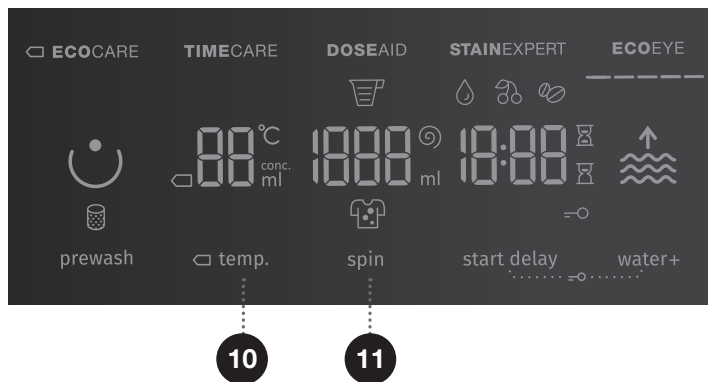 ECOCARE TIMECARE DOSEAID STAINEXPERT ECOEYE
88 °C conc. ml 1888 ml 18:88
prewash temp. spin start delay water+
10 11